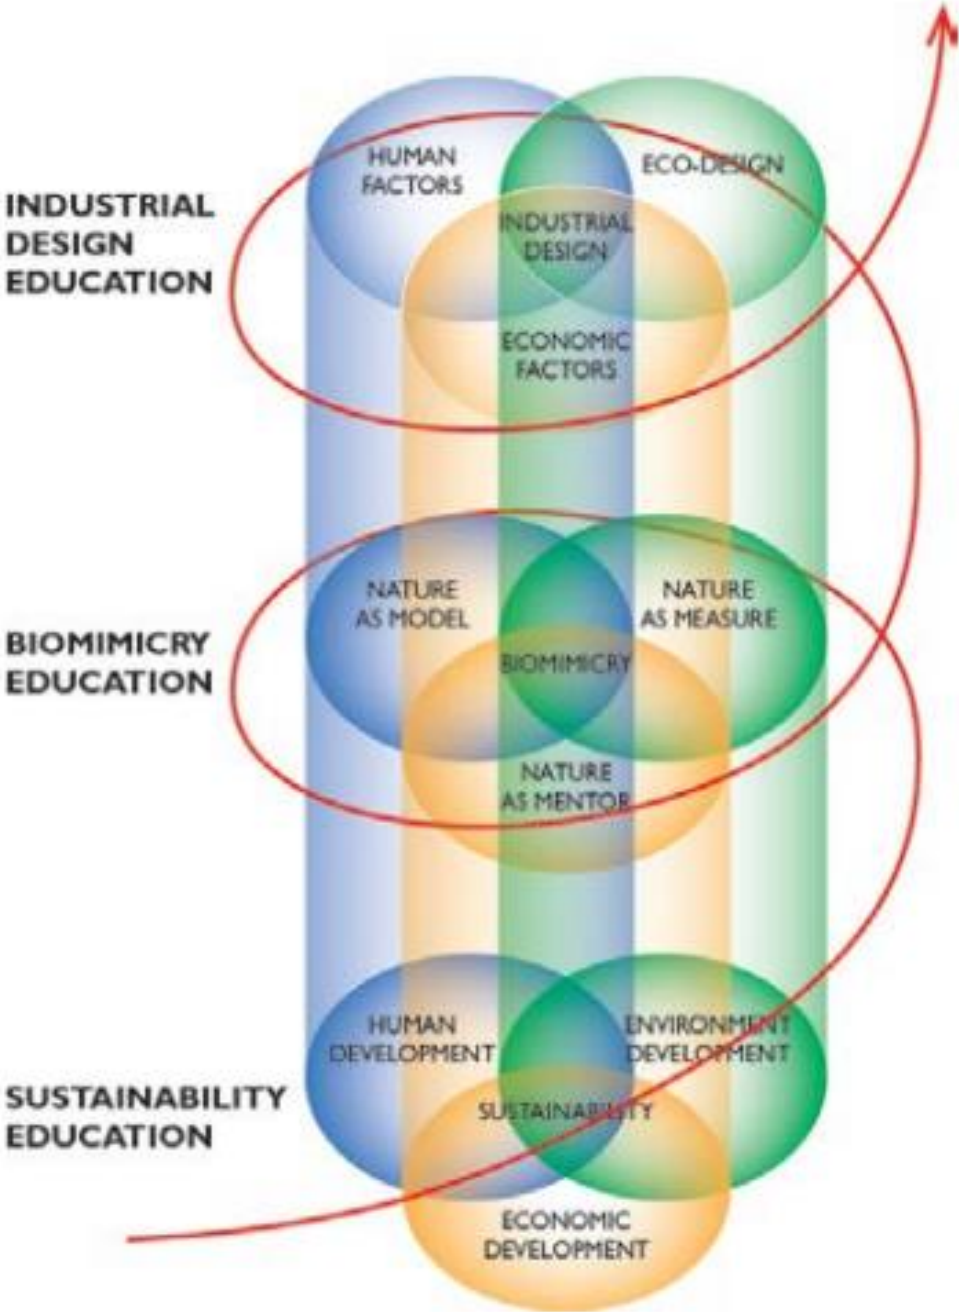 HUMAN
FACTORS
ECO-DESIGN
INDUSTRIAL
DESIGN
EDUCATION
INDUSTRIAL
DESIGN
ECONOMIC
FACTORS
NATURE
AS MODEL
NATURE
AS MEASURE
BIOMIMICRY
EDUCATION
BIOMIMICRY
NATURE
AS MENTOR
HUMAN
DEVELOPMENT
ENVIRONMENT
DEVELOPMENT
SUSTAINABILITY
EDUCATION
SUSTAINABILITY
ECONOMIC
DEVELOPMENT